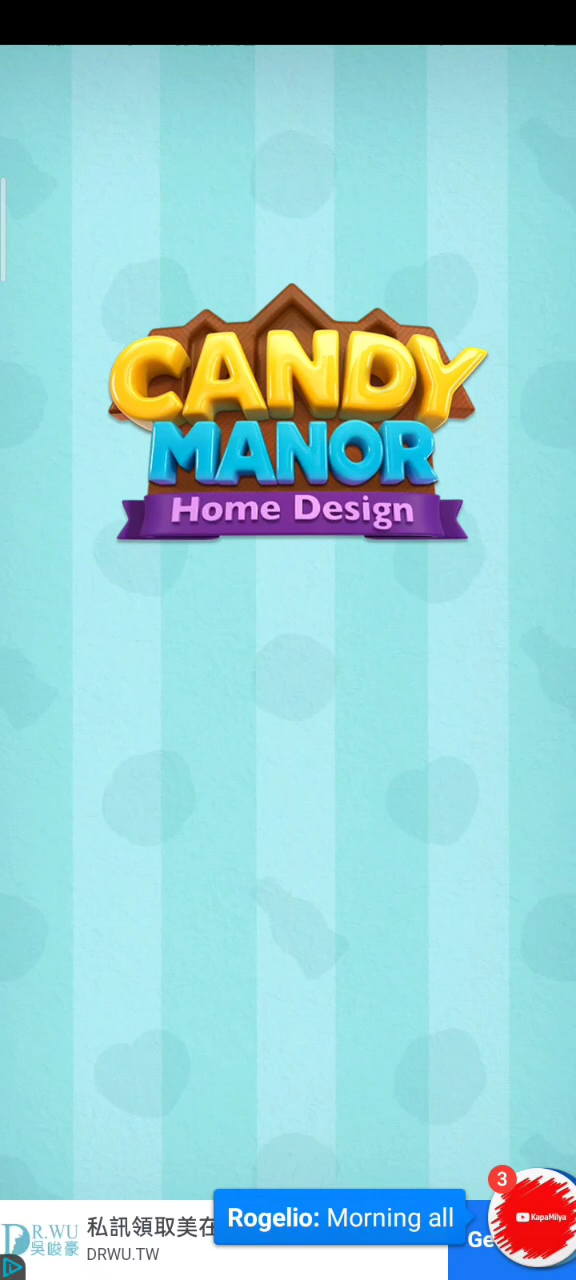 CANDY
MANOR
Home Design
Rogelio: Morning all
3
KapaMilya
DR.WU
吳峻豪
私訊領取美在
DRWU.TW
Ge